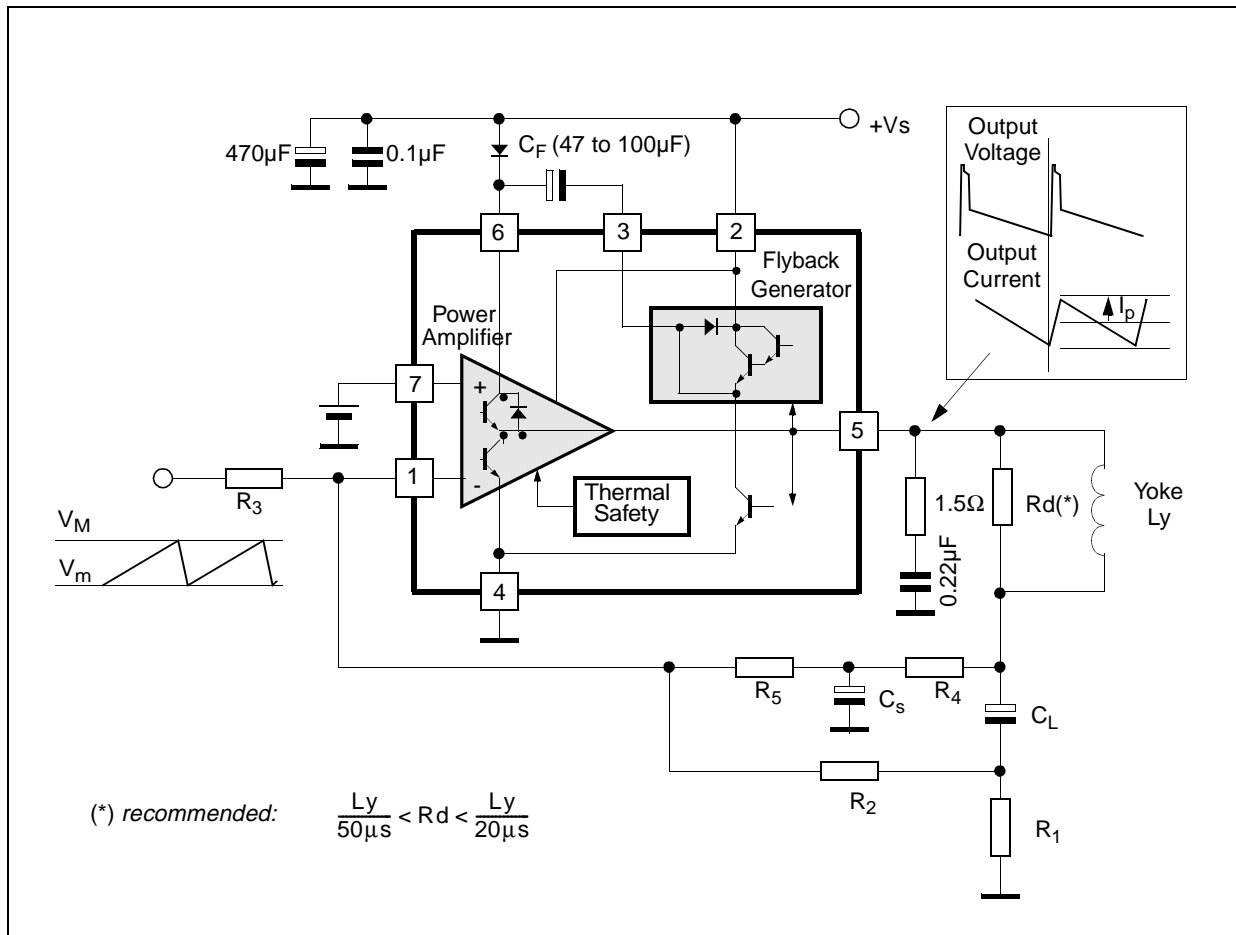 +Vs
470µF
0.1µF
C_F (47 to 100µF)
Output
Voltage
Output
Current
I_p
6
3
2
Flyback
Generator
Power
Amplifier
7
+
1
-
Thermal
Safety
5
4
R_3
V_M
V_m
1.5Ω
0.22µF
Rd(*)
Yoke
Ly
R_5
C_s
R_4
C_L
R_2
R_1
(*) recommended: Ly/50µs < Rd < Ly/20µs